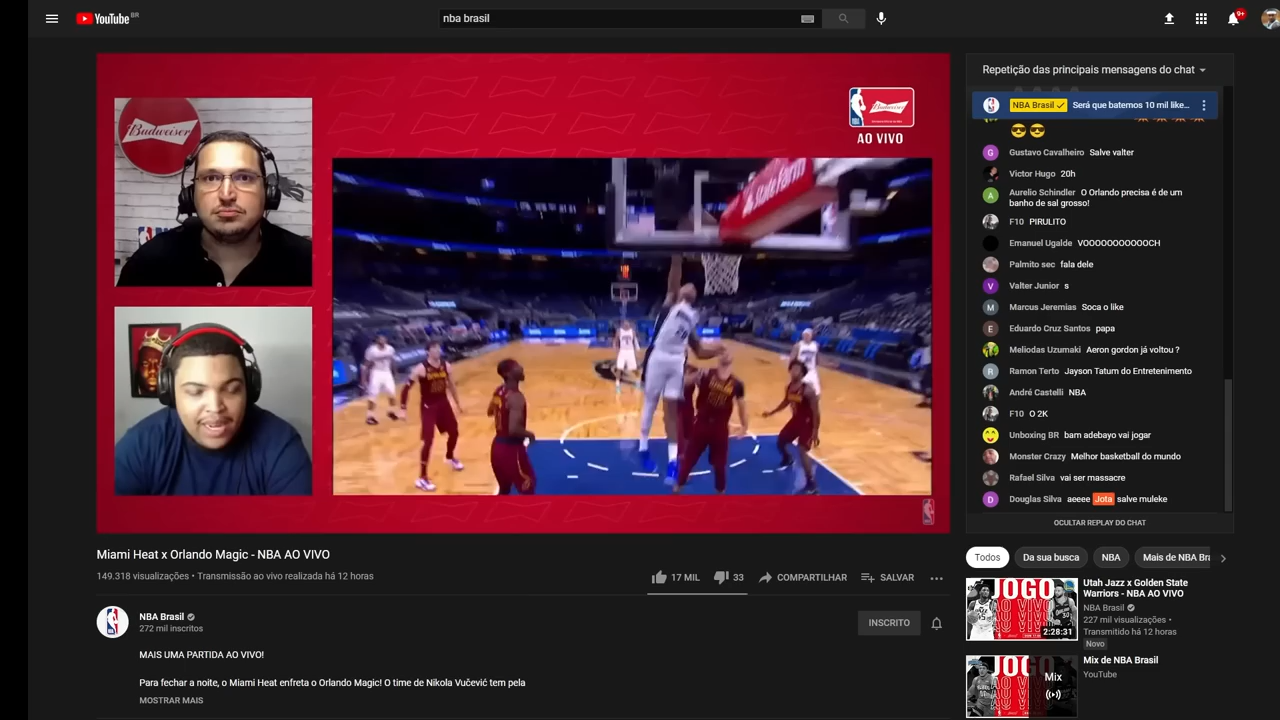 YouTube BR
nba brasil
9+
Budweiser
Budweiser
AO VIVO
StateFarm
Miami Heat x Orlando Magic - NBA AO VIVO
149.318 visualizações • Transmissão ao vivo realizada há 12 horas
17 MIL
33
COMPARTILHAR
SALVAR
NBA Brasil
272 mil inscritos
INSCRITO
MAIS UMA PARTIDA AO VIVO!
Para fechar a noite, o Miami Heat enfreta o Orlando Magic! O time de Nikola Vučević tem pela
MOSTRAR MAIS
Repetição das principais mensagens do chat
NBA Brasil Será que batemos 10 mil like...
Gustavo Cavalheiro Salve valter
Victor Hugo 20h
Aurelio Schindler O Orlando precisa é de um
banho de sal grosso!
F10 PIRULITO
Emanuel Ugalde VOOOOOOOOOOCH
Palmito sec fala dele
Valter Junior s
Marcus Jeremias Soca o like
Eduardo Cruz Santos papa
Meliodas Uzumaki Aeron gordon já voltou ?
Ramon Terto Jayson Tatum do Entretenimento
André Castelli NBA
F10 O 2K
Unboxing BR bam adebayo vai jogar
Monster Crazy Melhor basketball do mundo
Rafael Silva vai ser massacre
Douglas Silva aeeee Jota salve muleke
OCULTAR REPLAY DO CHAT
Todos
Da sua busca
NBA
Mais de NBA Bra
JOGO
AO VIVO
2:28:31
Utah Jazz x Golden State
Warriors - NBA AO VIVO
NBA Brasil
227 mil visualizações •
Transmitido há 12 horas
Novo
JOGO
Mix
Mix de NBA Brasil
YouTube